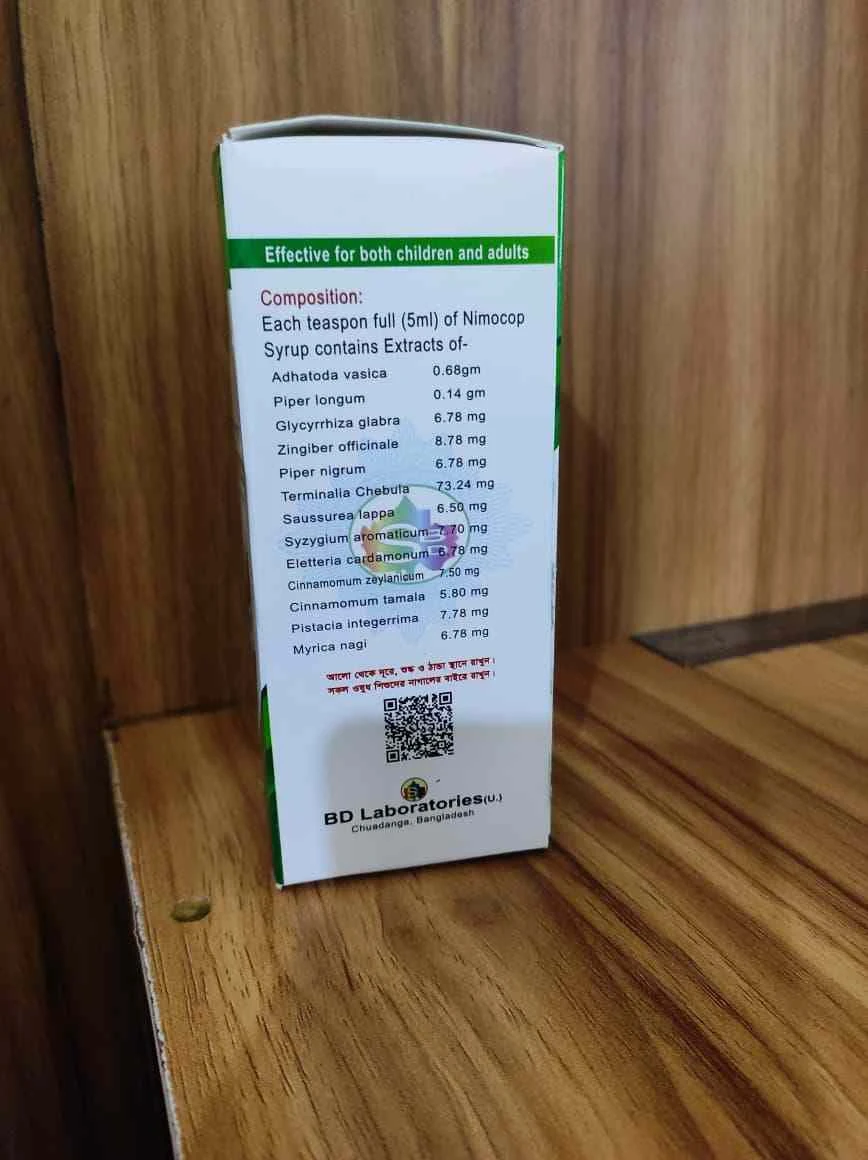 Effective for both children and adults
Composition:
Each teaspon full (5ml) of Nimocop
Syrup contains Extracts of-
Adhatoda vasica 0.68gm
Piper longum 0.14 gm
Glycyrrhiza glabra 6.78 mg
Zingiber officinale 8.78 mg
Piper nigrum 6.78 mg
Terminalia Chebula 73.24 mg
Saussurea lappa 6.50 mg
Syzygium aromaticum 7.70 mg
Eletteria cardamonum 6.78 mg
Cinnamomum zeylanicum 7.50 mg
Cinnamomum tamala 5.80 mg
Pistacia integerrima 7.78 mg
Myrica nagi 6.78 mg
আলো থেকে দূরে, শুষ্ক ও ঠান্ডা স্থানে রাখুন।
সকল ওষুধ শিশুদের নাগালের বাইরে রাখুন।
BD Laboratories(U.)
Chuadanga, Bangladesh